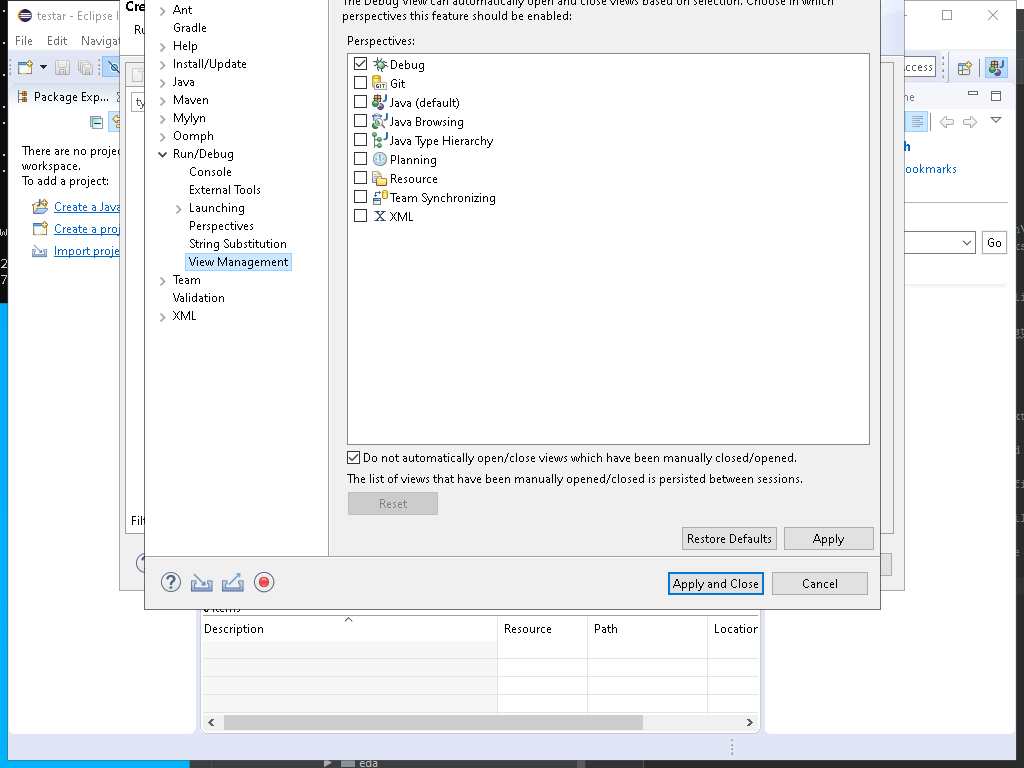 testar - Eclipse I
File Edit Navigat
Package Exp...
There are no projec
workspace.
To add a project:
Create a Java
Create a proj
Import proje
Cre
Ru
ty
Filt
Ant
Gradle
Help
Install/Update
Java
Maven
Mylyn
Oomph
Run/Debug
Console
External Tools
Launching
Perspectives
String Substitution
View Management
Team
Validation
XML
The Debug View can automatically open and close views based on selection. Choose in which
perspectives this feature should be enabled:
Perspectives:
Debug
Git
Java (default)
Java Browsing
Java Type Hierarchy
Planning
Resource
Team Synchronizing
XML
Do not automatically open/close views which have been manually closed/opened.
The list of views that have been manually opened/closed is persisted between sessions.
Reset
Restore Defaults Apply
Apply and Close Cancel
ccess
ne
h
ookmarks
Go
0 items
Description Resource Path Location
eda